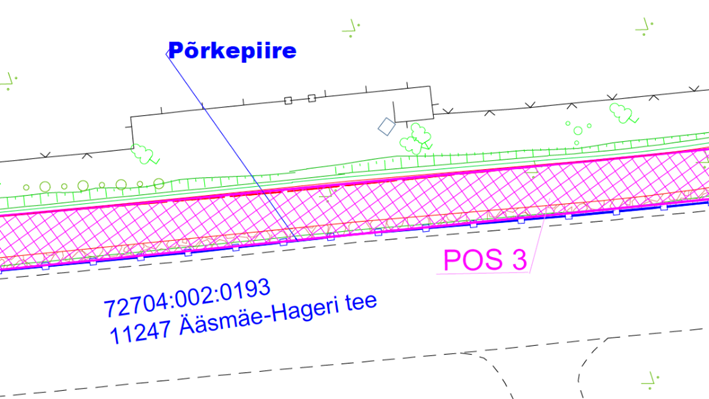 Põrkepiire
POS 3
72704:002:0193
11247 Ääsmäe-Hageri tee